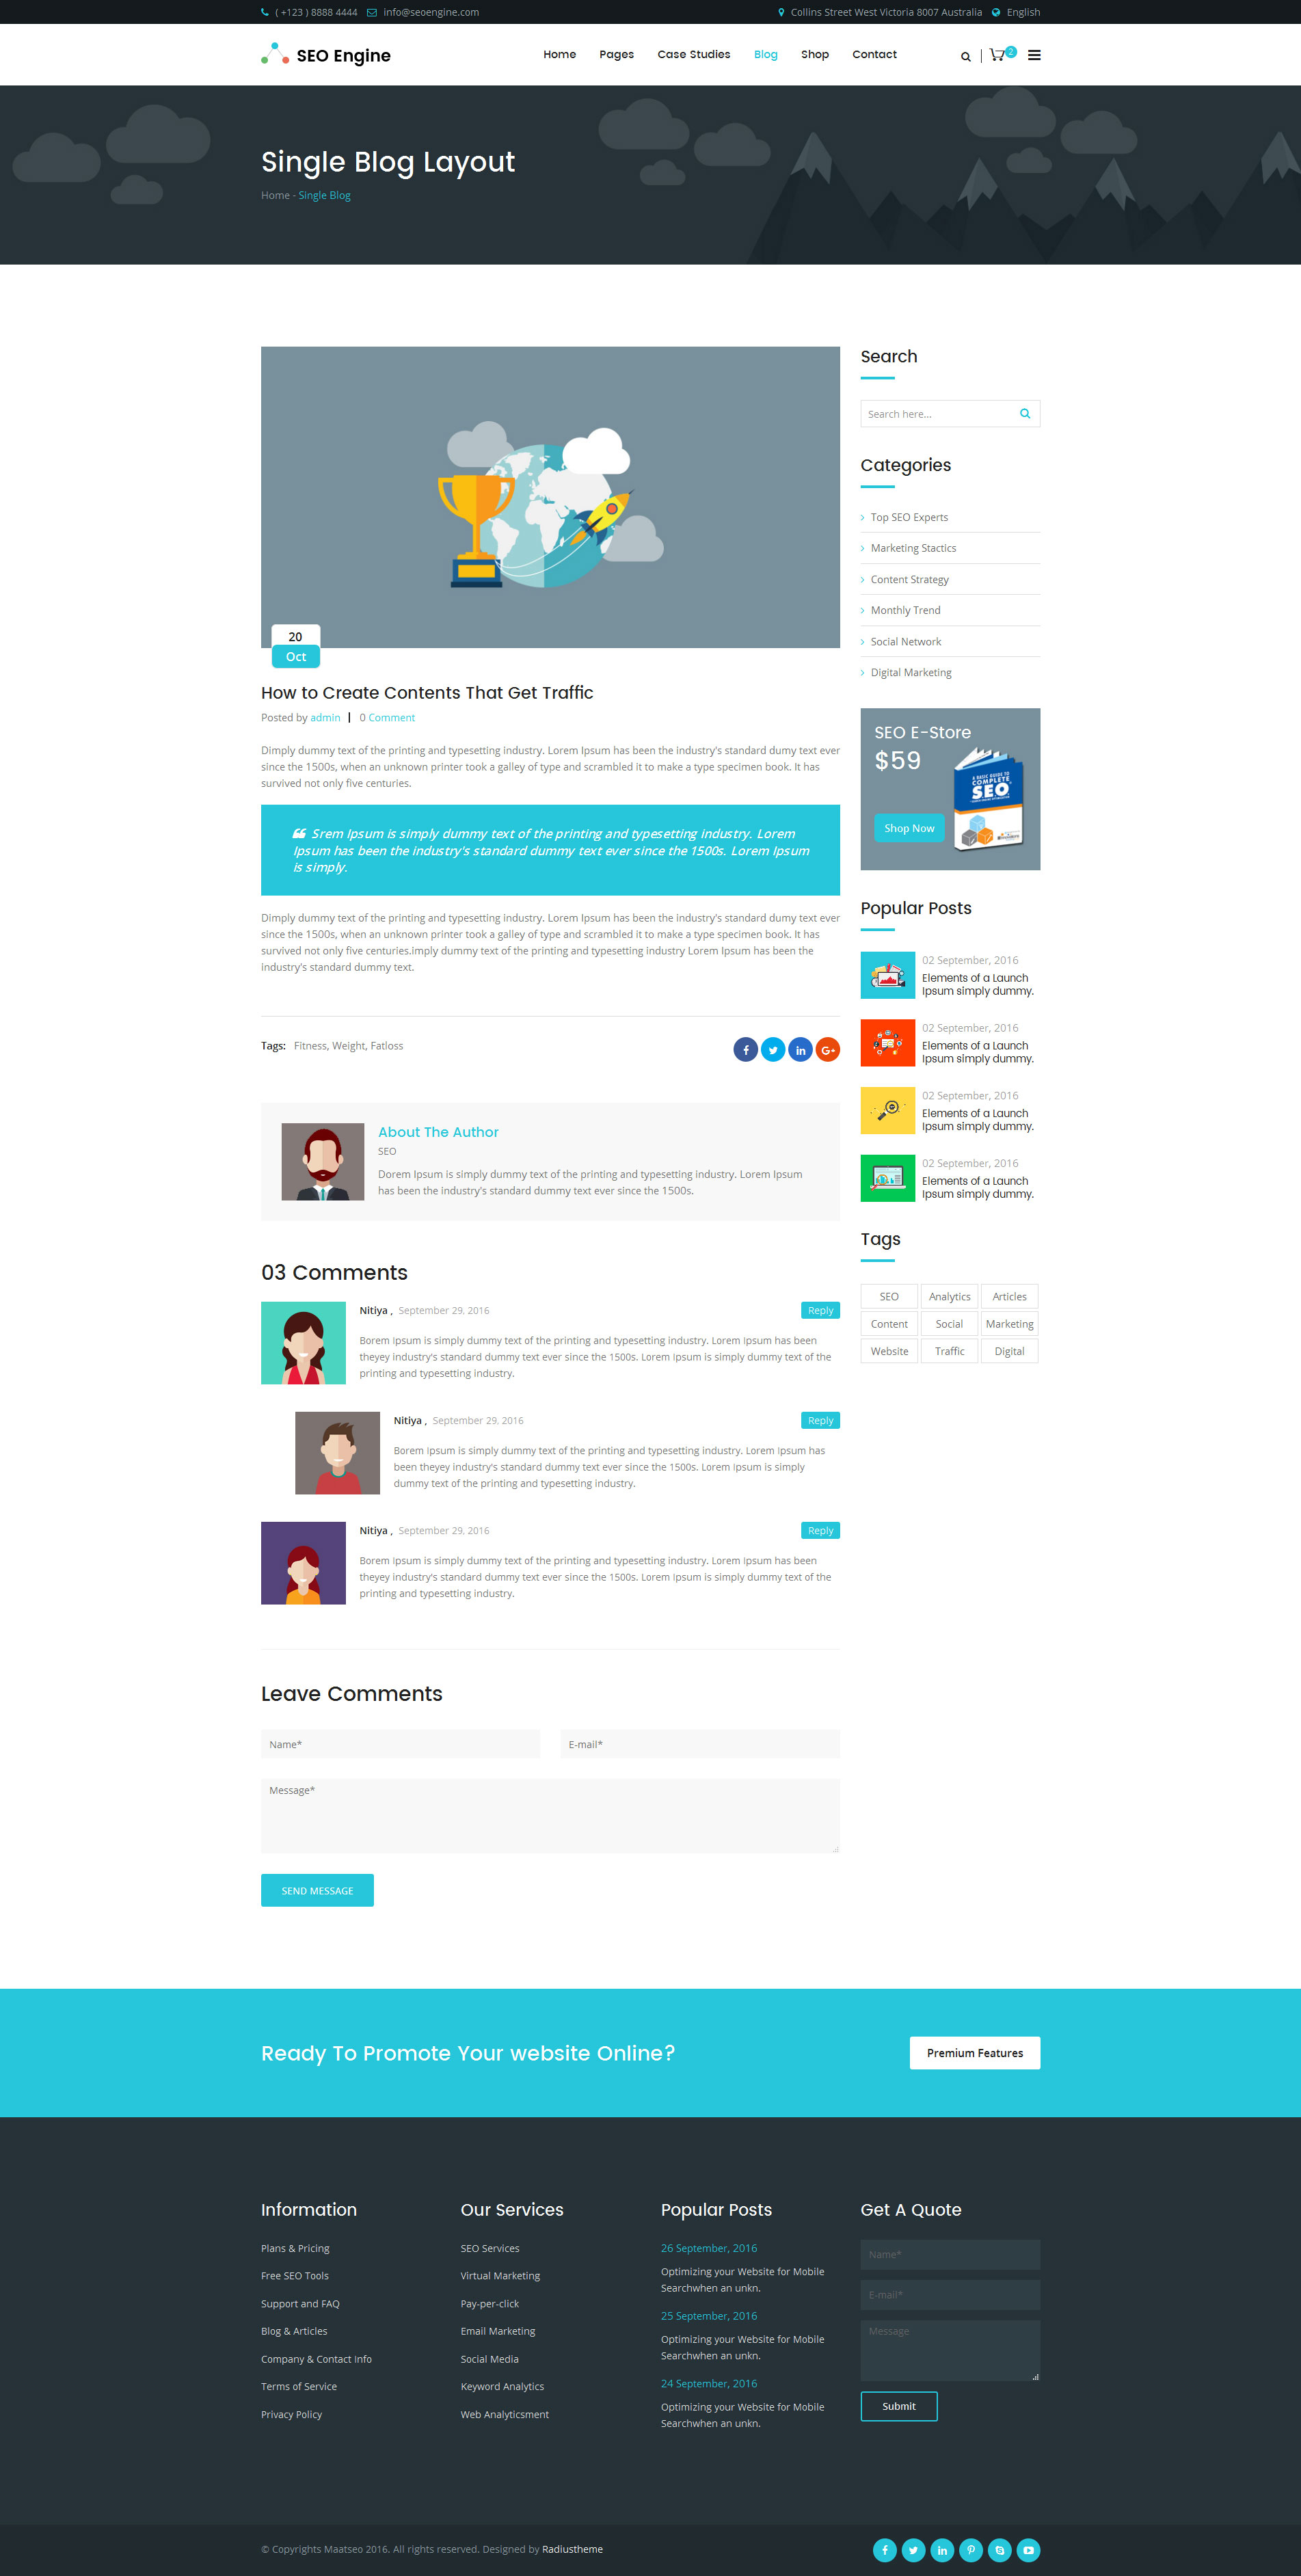 ( +123 ) 8888 4444 info@seoengine.com Collins Street West Victoria 8007 Australia English
SEO Engine Home Pages Case Studies Blog Shop Contact 2
Single Blog Layout
Home - Single Blog
20
Oct
How to Create Contents That Get Traffic
Posted by admin | 0 Comment
Dimply dummy text of the printing and typesetting industry. Lorem Ipsum has been the industry's standard dumy text ever
since the 1500s, when an unknown printer took a galley of type and scrambled it to make a type specimen book. It has
survived not only five centuries.
Srem Ipsum is simply dummy text of the printing and typesetting industry. Lorem
Ipsum has been the industry's standard dummy text ever since the 1500s. Lorem Ipsum
is simply.
Dimply dummy text of the printing and typesetting industry. Lorem Ipsum has been the industry's standard dumy text ever
since the 1500s, when an unknown printer took a galley of type and scrambled it to make a type specimen book. It has
survived not only five centuries.imply dummy text of the printing and typesetting industry Lorem Ipsum has been the
industry's standard dummy text.
Tags: Fitness, Weight, Fatloss
About The Author
SEO
Dorem Ipsum is simply dummy text of the printing and typesetting industry. Lorem Ipsum
has been the industry's standard dummy text ever since the 1500s.
03 Comments
Nitiya , September 29, 2016 Reply
Borem Ipsum is simply dummy text of the printing and typesetting industry. Lorem Ipsum has been
theyey industry's standard dummy text ever since the 1500s. Lorem Ipsum is simply dummy text of the
printing and typesetting industry.
Nitiya , September 29, 2016 Reply
Borem Ipsum is simply dummy text of the printing and typesetting industry. Lorem Ipsum has
been theyey industry's standard dummy text ever since the 1500s. Lorem Ipsum is simply
dummy text of the printing and typesetting industry.
Nitiya , September 29, 2016 Reply
Borem Ipsum is simply dummy text of the printing and typesetting industry. Lorem Ipsum has been
theyey industry's standard dummy text ever since the 1500s. Lorem Ipsum is simply dummy text of the
printing and typesetting industry.
Leave Comments
Name* E-mail*
Message*
SEND MESSAGE
Search
Search here...
Categories
Top SEO Experts
Marketing Stactics
Content Strategy
Monthly Trend
Social Network
Digital Marketing
SEO E-Store
$59
Shop Now
A BASIC GUIDE TO
COMPLETE
SEO
Popular Posts
02 September, 2016
Elements of a Launch
Ipsum simply dummy.
02 September, 2016
Elements of a Launch
Ipsum simply dummy.
02 September, 2016
Elements of a Launch
Ipsum simply dummy.
02 September, 2016
Elements of a Launch
Ipsum simply dummy.
Tags
SEO Analytics Articles
Content Social Marketing
Website Traffic Digital
Ready To Promote Your website Online? Premium Features
Information
Plans & Pricing
Free SEO Tools
Support and FAQ
Blog & Articles
Company & Contact Info
Terms of Service
Privacy Policy
Our Services
SEO Services
Virtual Marketing
Pay-per-click
Email Marketing
Social Media
Keyword Analytics
Web Analyticsment
Popular Posts
26 September, 2016
Optimizing your Website for Mobile
Searchwhen an unkn.
25 September, 2016
Optimizing your Website for Mobile
Searchwhen an unkn.
24 September, 2016
Optimizing your Website for Mobile
Searchwhen an unkn.
Get A Quote
Name*
E-mail*
Message
Submit
© Copyrights Maatseo 2016. All rights reserved. Designed by Radiustheme